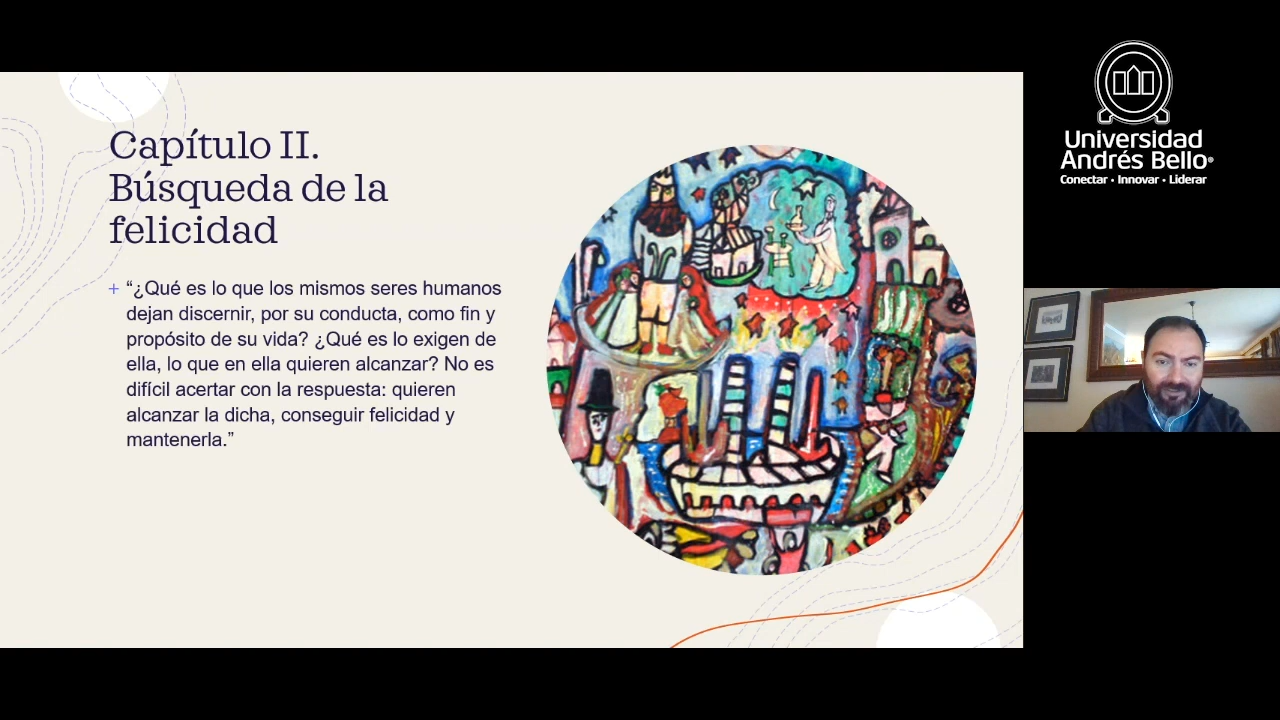 Capítulo II.
Búsqueda de la
felicidad
+ “¿Qué es lo que los mismos seres humanos
dejan discernir, por su conducta, como fin y
propósito de su vida? ¿Qué es lo exigen de
ella, lo que en ella quieren alcanzar? No es
difícil acertar con la respuesta: quieren
alcanzar la dicha, conseguir felicidad y
mantenerla.”
Universidad
Andrés Bello®
Conectar • Innovar • Liderar